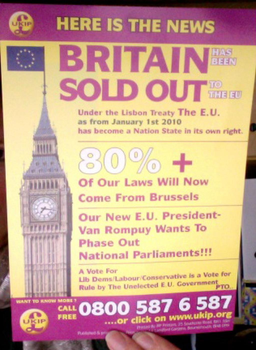 HERE IS THE NEWS
UKIP
BRITAIN HAS BEEN
SOLD OUT TO THE EU
Under the Lisbon Treaty The E.U.
as from January 1st 2010
has become a Nation State in its own right.
80% +
Of Our Laws Will Now
Come From Brussels
Our New E.U. President-
Van Rompuy Wants To
Phase Out
National Parliaments!!!
A Vote For
Lib Dems/Labour/Conservative is a Vote for
Rule by The Unelected E.U. Government
PTO.
WANT TO KNOW MORE ?
UKIP
CALL FREE 0800 587 6 587
....or click on www.ukip.org